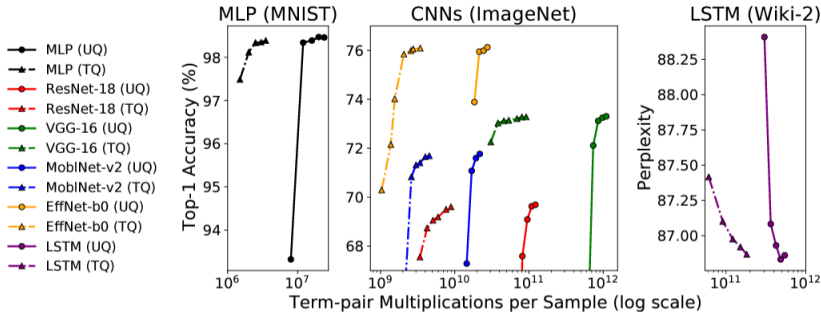 MLP (MNIST)
CNNs (ImageNet)
LSTM (Wiki-2)
MLP (UQ)
MLP (TQ)
ResNet-18 (UQ)
ResNet-18 (TQ)
VGG-16 (UQ)
VGG-16 (TQ)
MoblNet-v2 (UQ)
MoblNet-v2 (TQ)
EffNet-b0 (UQ)
EffNet-b0 (TQ)
LSTM (UQ)
LSTM (TQ)
Top-1 Accuracy (%)
98
97
96
95
94
10^6
10^7
76
74
72
70
68
10^9
10^10
10^11
10^12
Perplexity
88.25
88.00
87.75
87.50
87.25
87.00
10^11
10^12
Term-pair Multiplications per Sample (log scale)